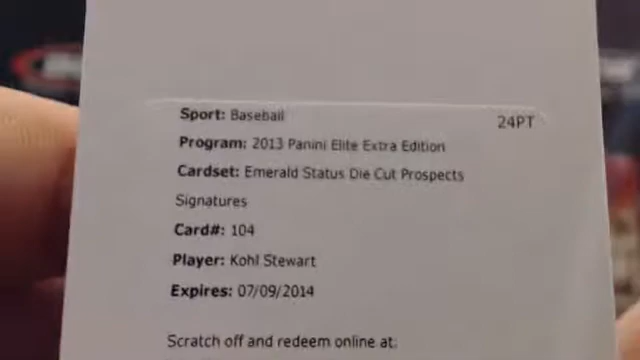 Sport: Baseball
24PT
Program: 2013 Panini Elite Extra Edition
Cardset: Emerald Status Die Cut Prospects
Signatures
Card#: 104
Player: Kohl Stewart
Expires: 07/09/2014
Scratch off and redeem online at: